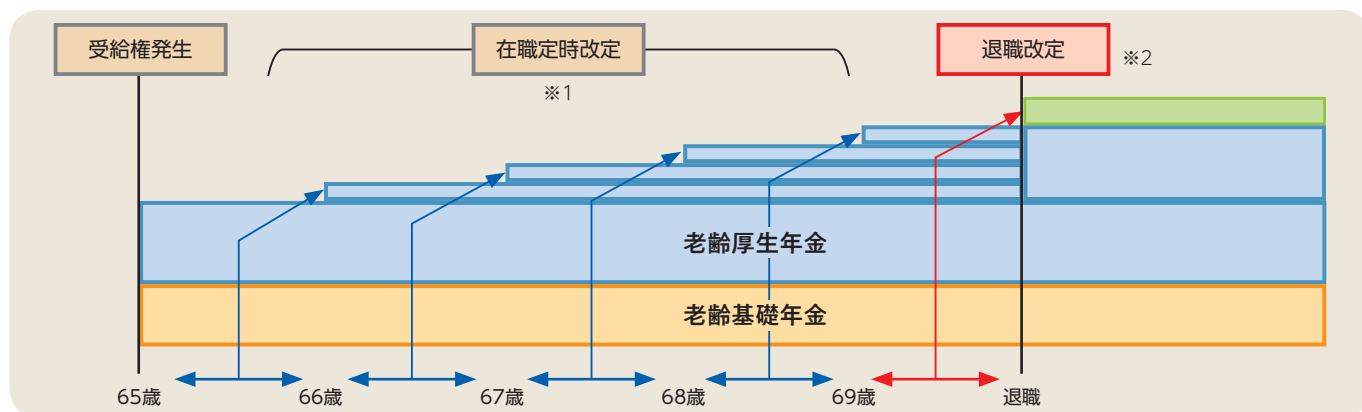 受給権発生
在職定時改定
退職改定
※2
※1
老齢厚生年金
老齢基礎年金
65歳
66歳
67歳
68歳
69歳
退職